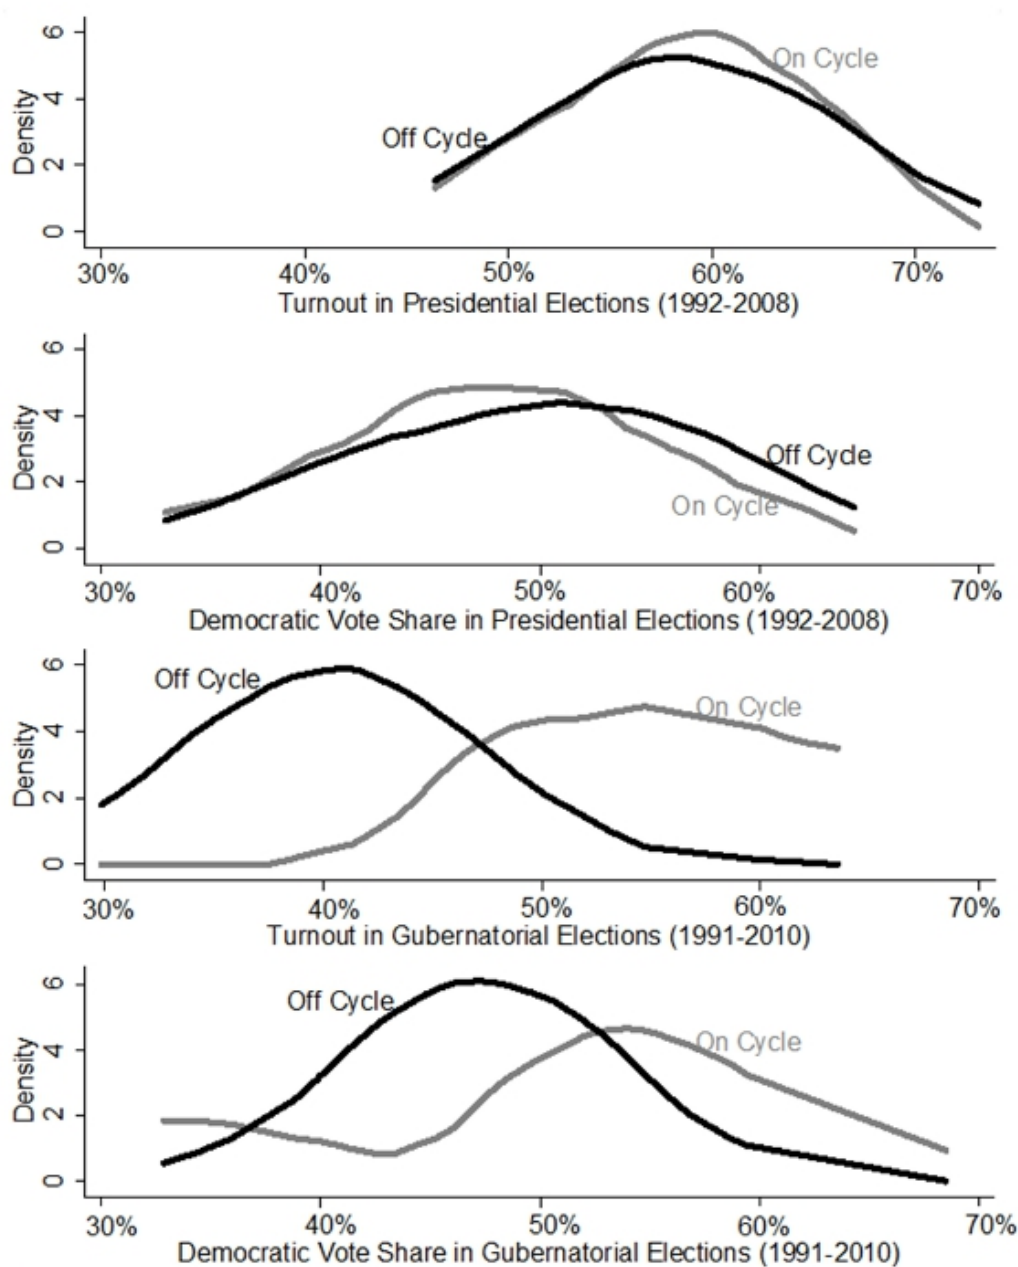 6
On Cycle
4
Off Cycle
Density
2
0
30% 40% 50% 60% 70%
Turnout in Presidential Elections (1992-2008)
6
4
Density
Off Cycle
2
On Cycle
0
30% 40% 50% 60% 70%
Democratic Vote Share in Presidential Elections (1992-2008)
6
Off Cycle
On Cycle
4
Density
2
0
30% 40% 50% 60% 70%
Turnout in Gubernatorial Elections (1991-2010)
6
Off Cycle
4
On Cycle
Density
2
0
30% 40% 50% 60% 70%
Democratic Vote Share in Gubernatorial Elections (1991-2010)